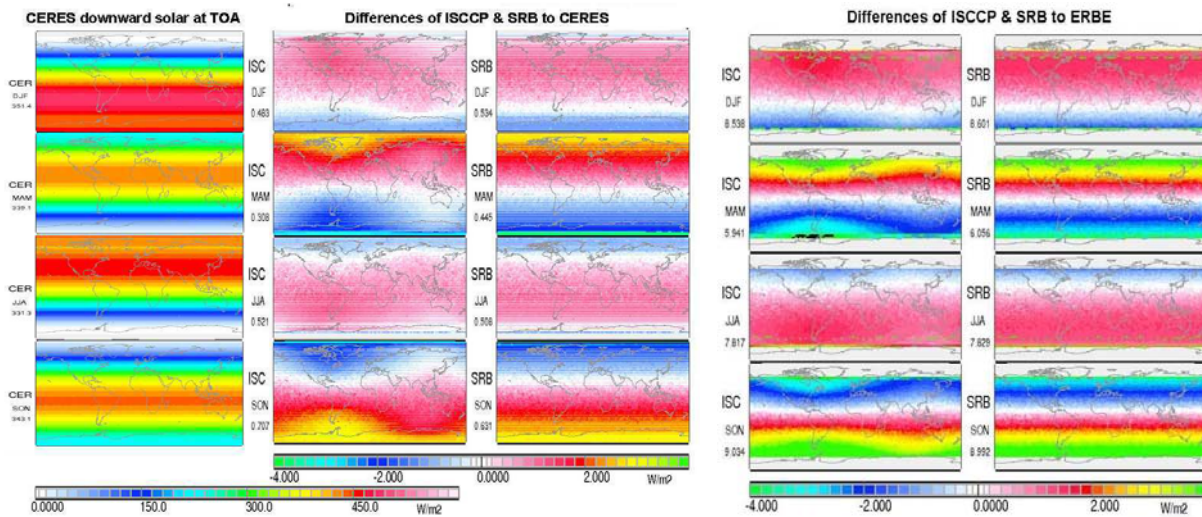 CERES downward solar at TOA
Differences of ISCCP & SRB to CERES
Differences of ISCCP & SRB to ERBE
CER
DJF
351.4
ISC
DJF
0.483
SRB
DJF
0.534
ISC
DJF
8.538
SRB
DJF
8.601
CER
MAM
ISC
MAM
0.308
SRB
MAM
0.445
ISC
MAM
5.941
SRB
MAM
6.056
CER
JJA
331.3
ISC
JJA
0.521
SRB
JJA
ISC
JJA
7.817
SRB
JJA
7.829
CER
SON
343.1
ISC
SON
0.707
SRB
SON
0.631
ISC
SON
9.034
SRB
SON
8.992
-4.000 -2.000 0.0000 2.000
W/m2
0.0000 150.0 300.0 450.0 W/m2
-4.000 -2.000 0.0000 2.000
W/m2